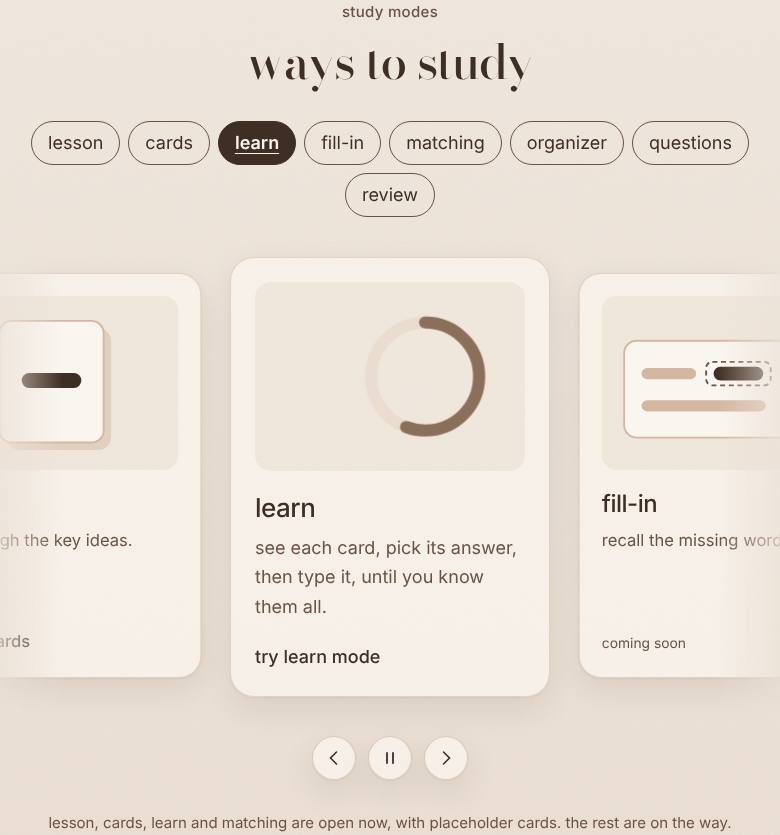 study modes
ways to study
lesson
cards
learn
fill-in
matching
organizer
questions
review
gh the key ideas.
ards
learn
see each card, pick its answer,
then type it, until you know
them all.
try learn mode
fill-in
recall the missing word
coming soon
lesson, cards, learn and matching are open now, with placeholder cards. the rest are on the way.